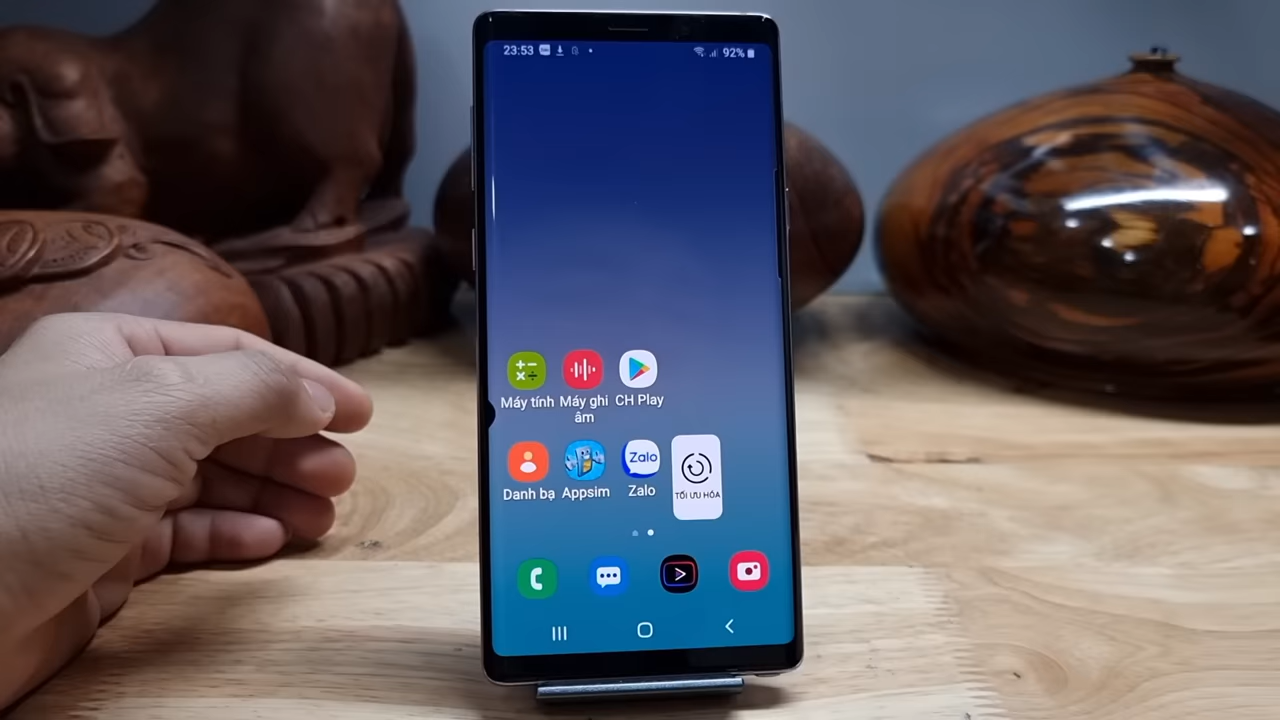 23:53
92%
Máy tính
Máy ghi âm
CH Play
Danh bạ
Appsim
Zalo
Zalo
TỐI ƯU HÓA